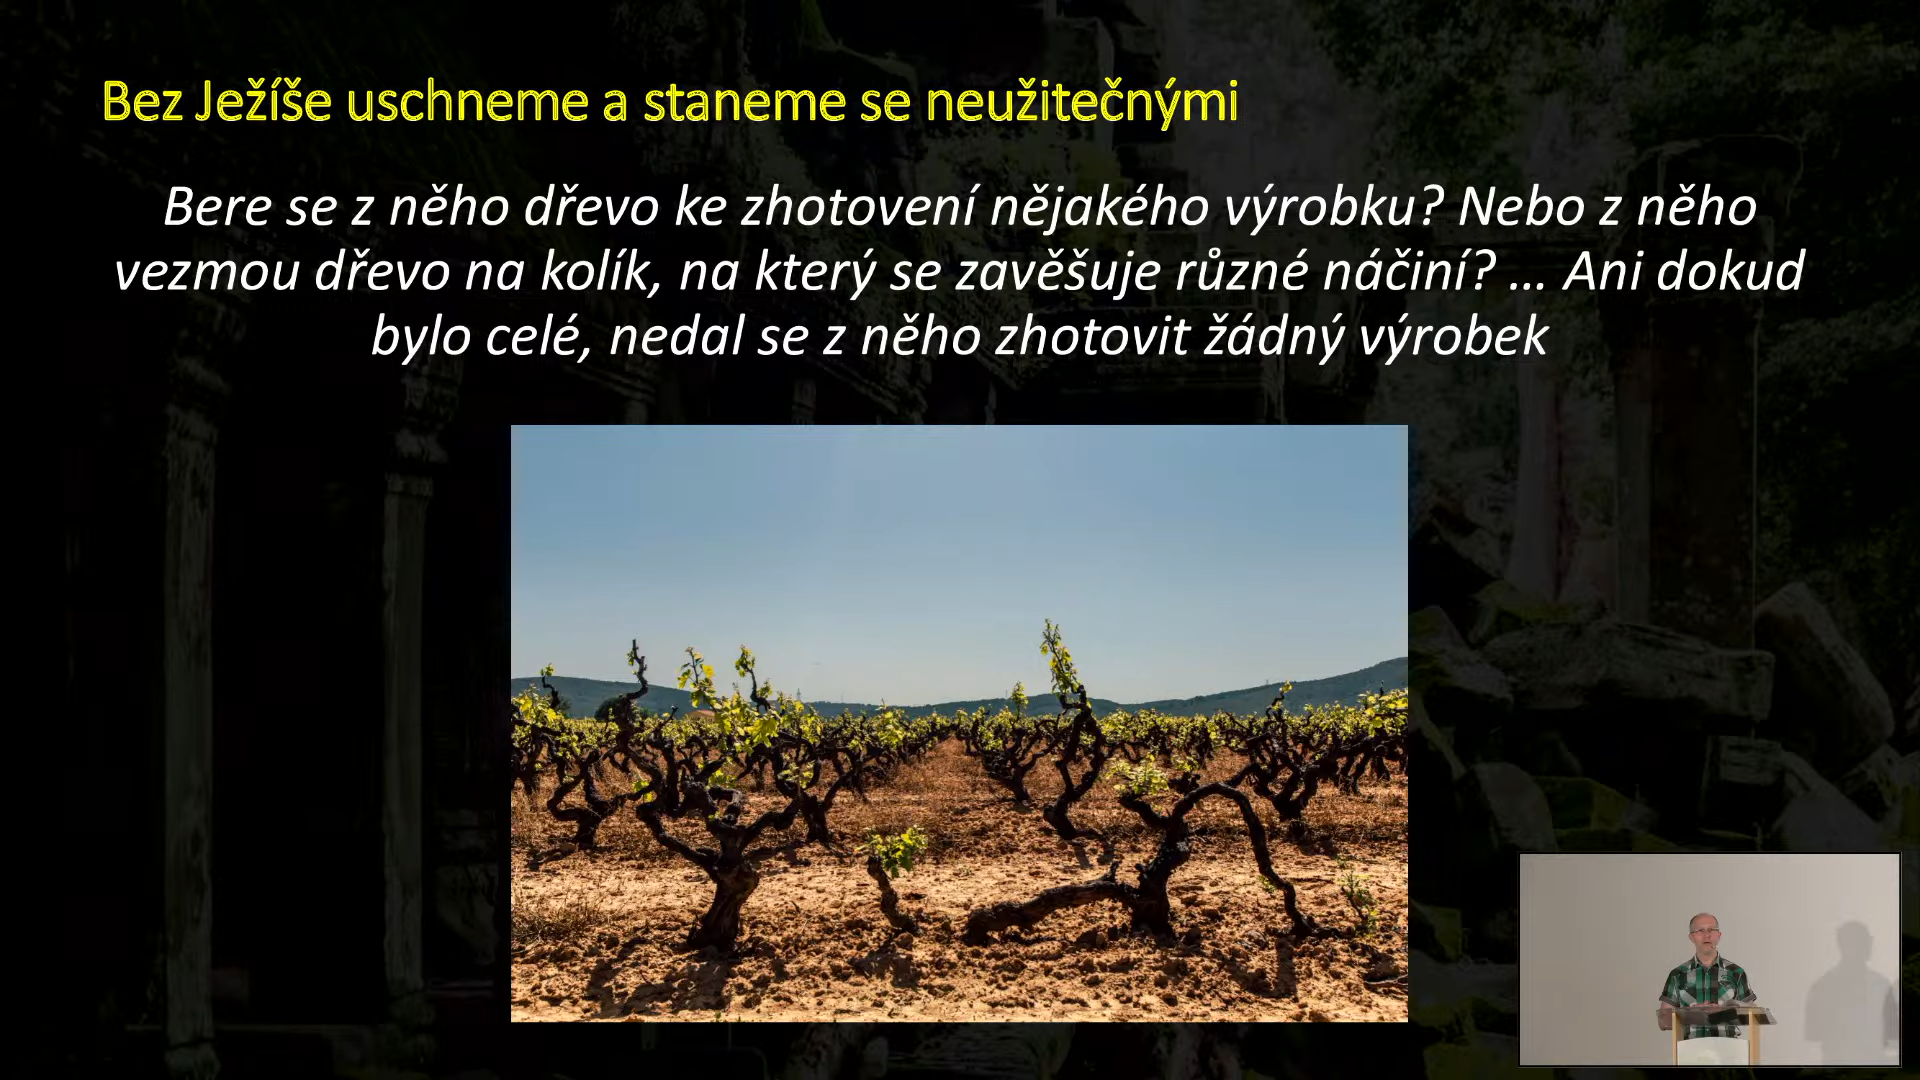 Bez Ježíše uschneme a staneme se neužitečnými
Bere se z něho dřevo ke zhotovení nějakého výrobku? Nebo z něho
vezmou dřevo na kolík, na který se zavěšuje různé náčiní? … Ani dokud
bylo celé, nedal se z něho zhotovit žádný výrobek